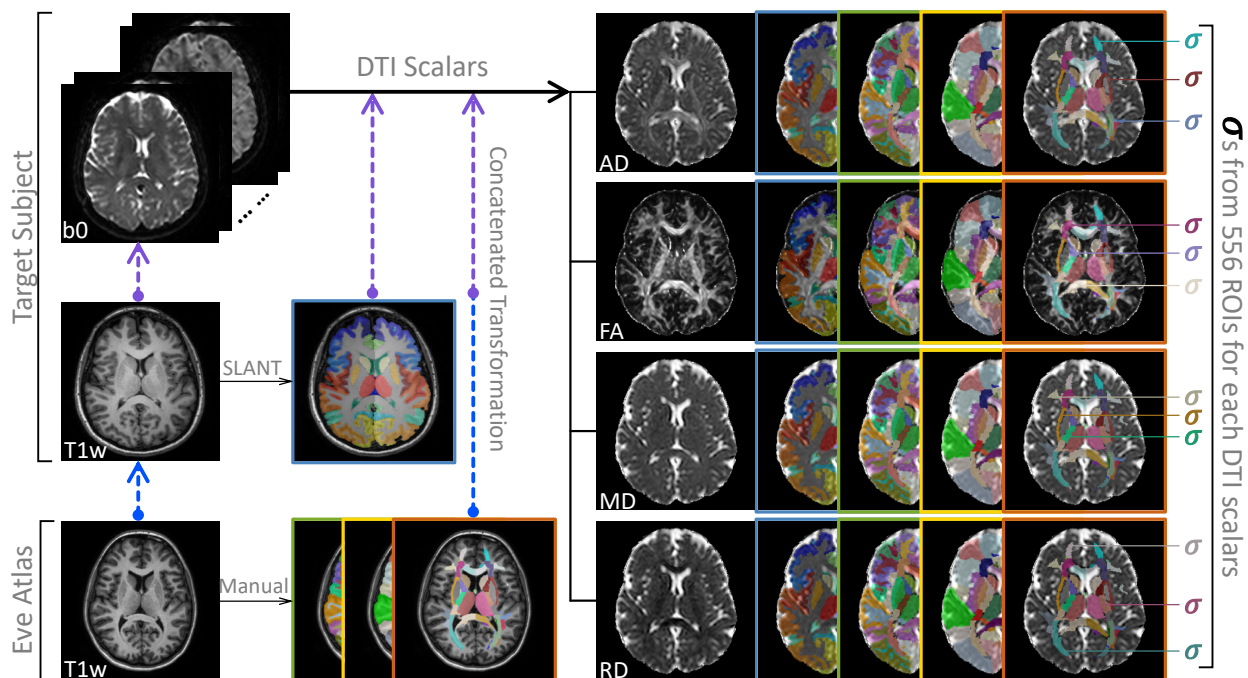 Target Subject
b0
DTI Scalars
Concatenated Transformation
T1w
SLANT
Eve Atlas
T1w
Manual
AD
σ
σ
σ
FA
σ
σ
σ
MD
σ
σ
σ
RD
σ
σ
σ
σs from 556 ROIs for each DTI scalars